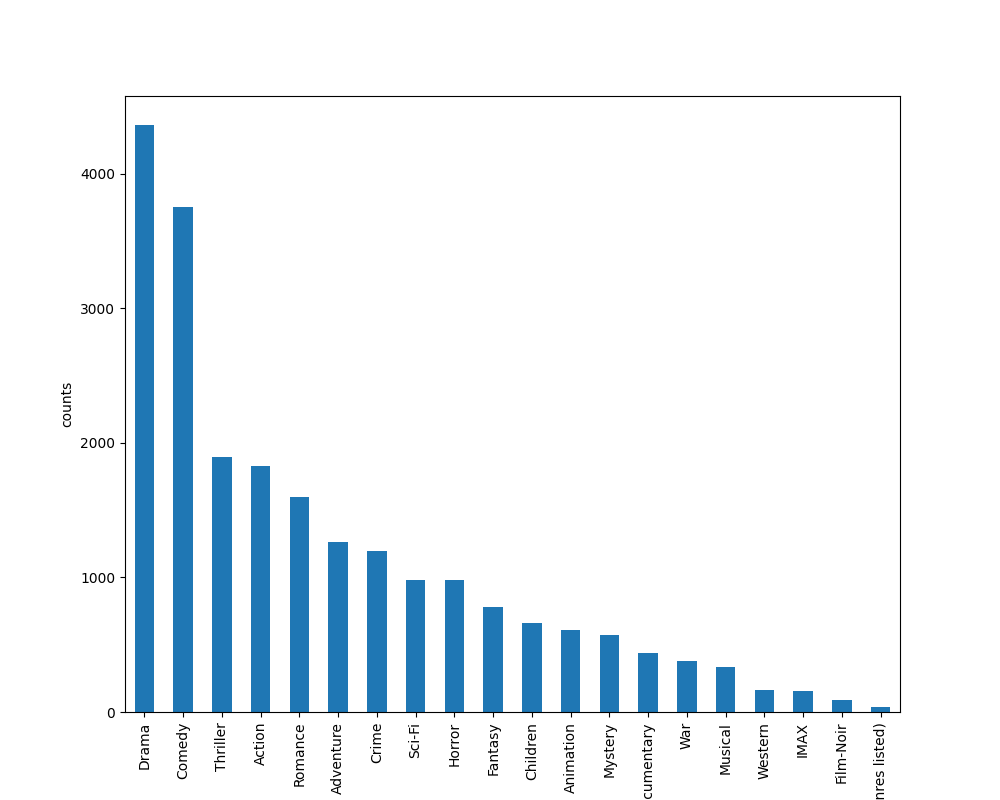 4000
3000
2000
1000
0
counts
Drama
Comedy
Thriller
Action
Romance
Adventure
Crime
Sci-Fi
Horror
Fantasy
Children
Animation
Mystery
cumentary
War
Musical
Western
IMAX
Film-Noir
nres listed)